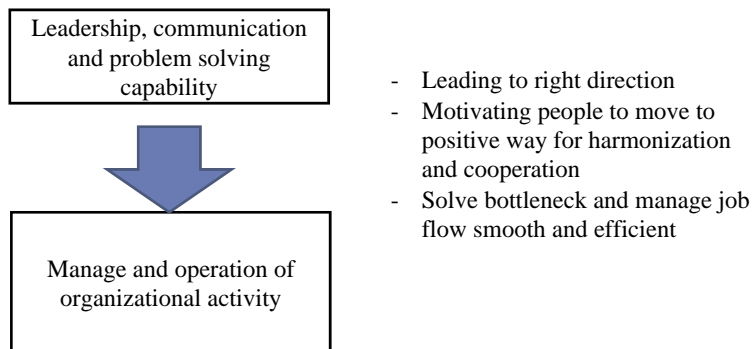 Leadership, communication
and problem solving
capability
- Leading to right direction
- Motivating people to move to
positive way for harmonization
and cooperation
- Solve bottleneck and manage job
flow smooth and efficient
Manage and operation of
organizational activity